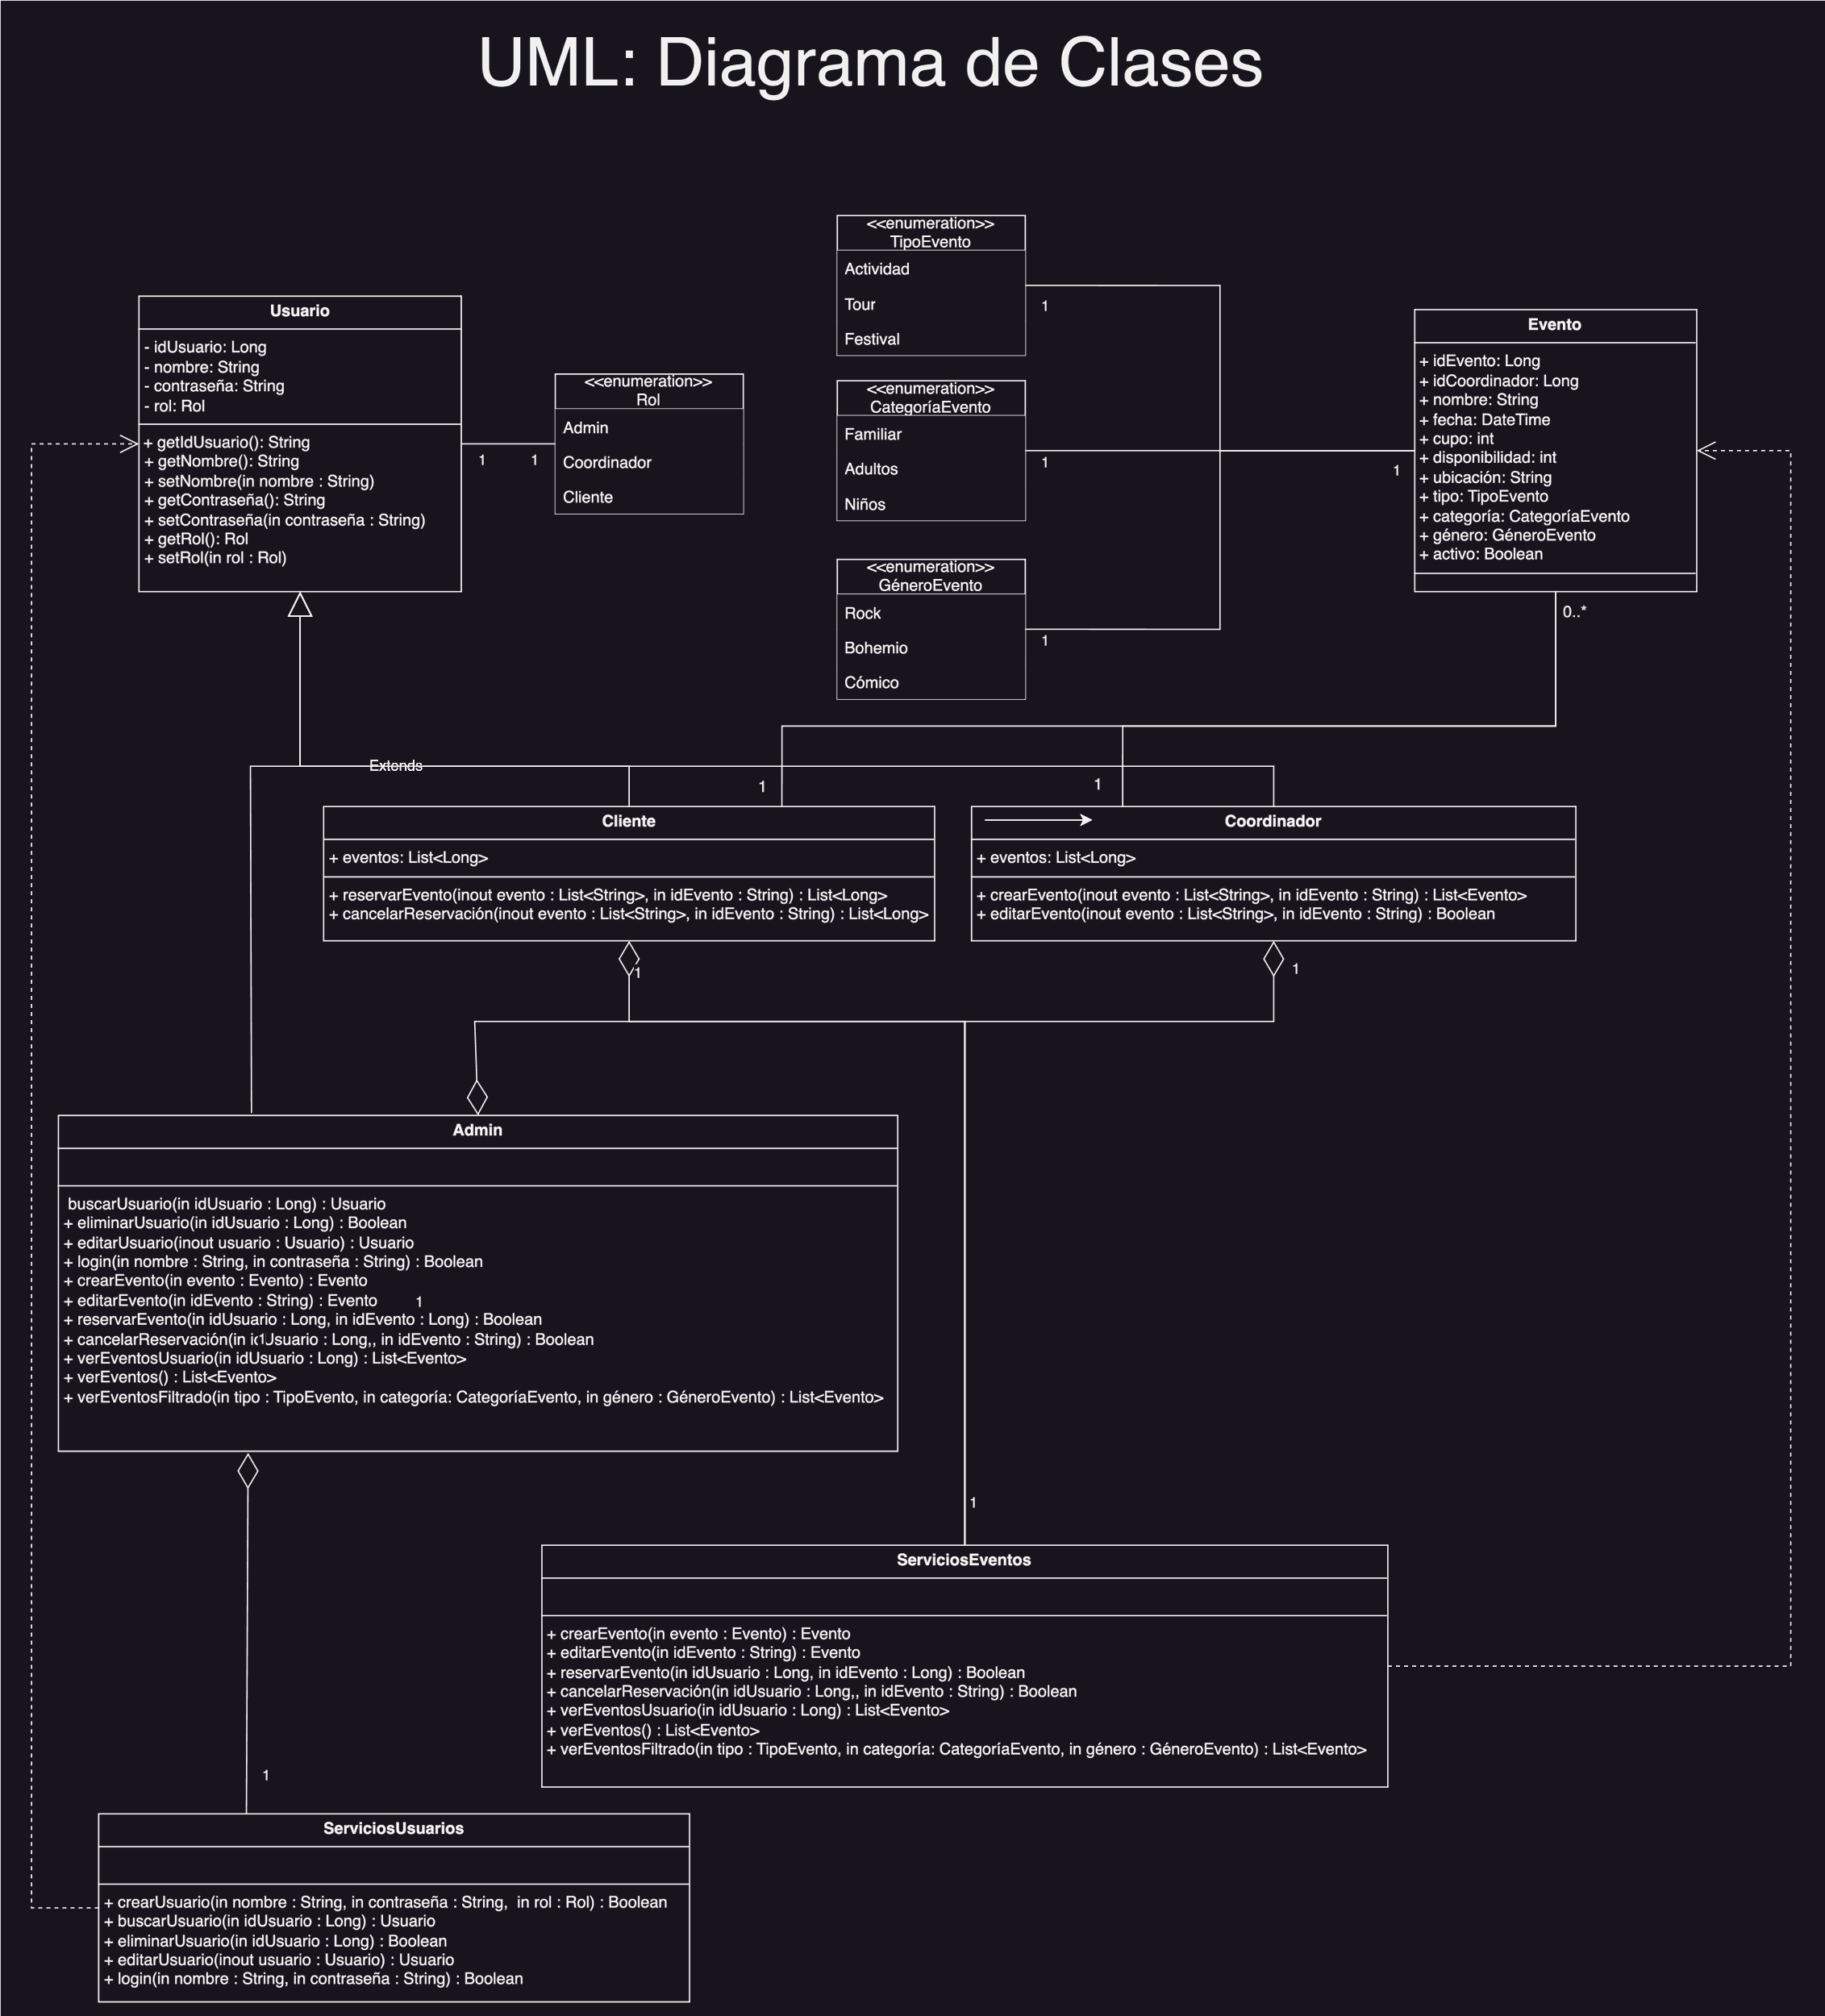 UML: Diagrama de Clases
<<enumeration>>
TipoEvento
Actividad
Tour
Festival
1
Usuario
- idUsuario: Long
- nombre: String
- contraseña: String
- rol: Rol
+ getIdUsuario(): String
+ getNombre(): String
+ setNombre(in nombre : String)
+ getContraseña(): String
+ setContraseña(in contraseña : String)
+ getRol(): Rol
+ setRol(in rol : Rol)
1
1
<<enumeration>>
Rol
Admin
Coordinador
Cliente
<<enumeration>>
CategoríaEvento
Familiar
Adultos
Niños
1
1
Evento
+ idEvento: Long
+ idCoordinador: Long
+ nombre: String
+ fecha: DateTime
+ cupo: int
+ disponibilidad: int
+ ubicación: String
+ tipo: TipoEvento
+ categoría: CategoríaEvento
+ género: GéneroEvento
+ activo: Boolean
0..*
<<enumeration>>
GéneroEvento
Rock
Bohemio
Cómico
1
Extends
1
1
Cliente
+ eventos: List<Long>
+ reservarEvento(inout evento : List<String>, in idEvento : String) : List<Long>
+ cancelarReservación(inout evento : List<String>, in idEvento : String) : List<Long>
1
Coordinador
+ eventos: List<Long>
+ crearEvento(inout evento : List<String>, in idEvento : String) : List<Evento>
+ editarEvento(inout evento : List<String>, in idEvento : String) : Boolean
1
Admin
buscarUsuario(in idUsuario : Long) : Usuario
+ eliminarUsuario(in idUsuario : Long) : Boolean
+ editarUsuario(inout usuario : Usuario) : Usuario
+ login(in nombre : String, in contraseña : String) : Boolean
+ crearEvento(in evento : Evento) : Evento
+ editarEvento(in idEvento : String) : Evento
1
+ reservarEvento(in idUsuario : Long, in idEvento : Long) : Boolean
+ cancelarReservación(in idUsuario : Long,, in idEvento : String) : Boolean
1
+ verEventosUsuario(in idUsuario : Long) : List<Evento>
+ verEventos() : List<Evento>
+ verEventosFiltrado(in tipo : TipoEvento, in categoría: CategoríaEvento, in género : GéneroEvento) : List<Evento>
1
ServiciosEventos
+ crearEvento(in evento : Evento) : Evento
+ editarEvento(in idEvento : String) : Evento
+ reservarEvento(in idUsuario : Long, in idEvento : Long) : Boolean
+ cancelarReservación(in idUsuario : Long,, in idEvento : String) : Boolean
+ verEventosUsuario(in idUsuario : Long) : List<Evento>
+ verEventos() : List<Evento>
+ verEventosFiltrado(in tipo : TipoEvento, in categoría: CategoríaEvento, in género : GéneroEvento) : List<Evento>
1
ServiciosUsuarios
+ crearUsuario(in nombre : String, in contraseña : String,  in rol : Rol) : Boolean
+ buscarUsuario(in idUsuario : Long) : Usuario
+ eliminarUsuario(in idUsuario : Long) : Boolean
+ editarUsuario(inout usuario : Usuario) : Usuario
+ login(in nombre : String, in contraseña : String) : Boolean